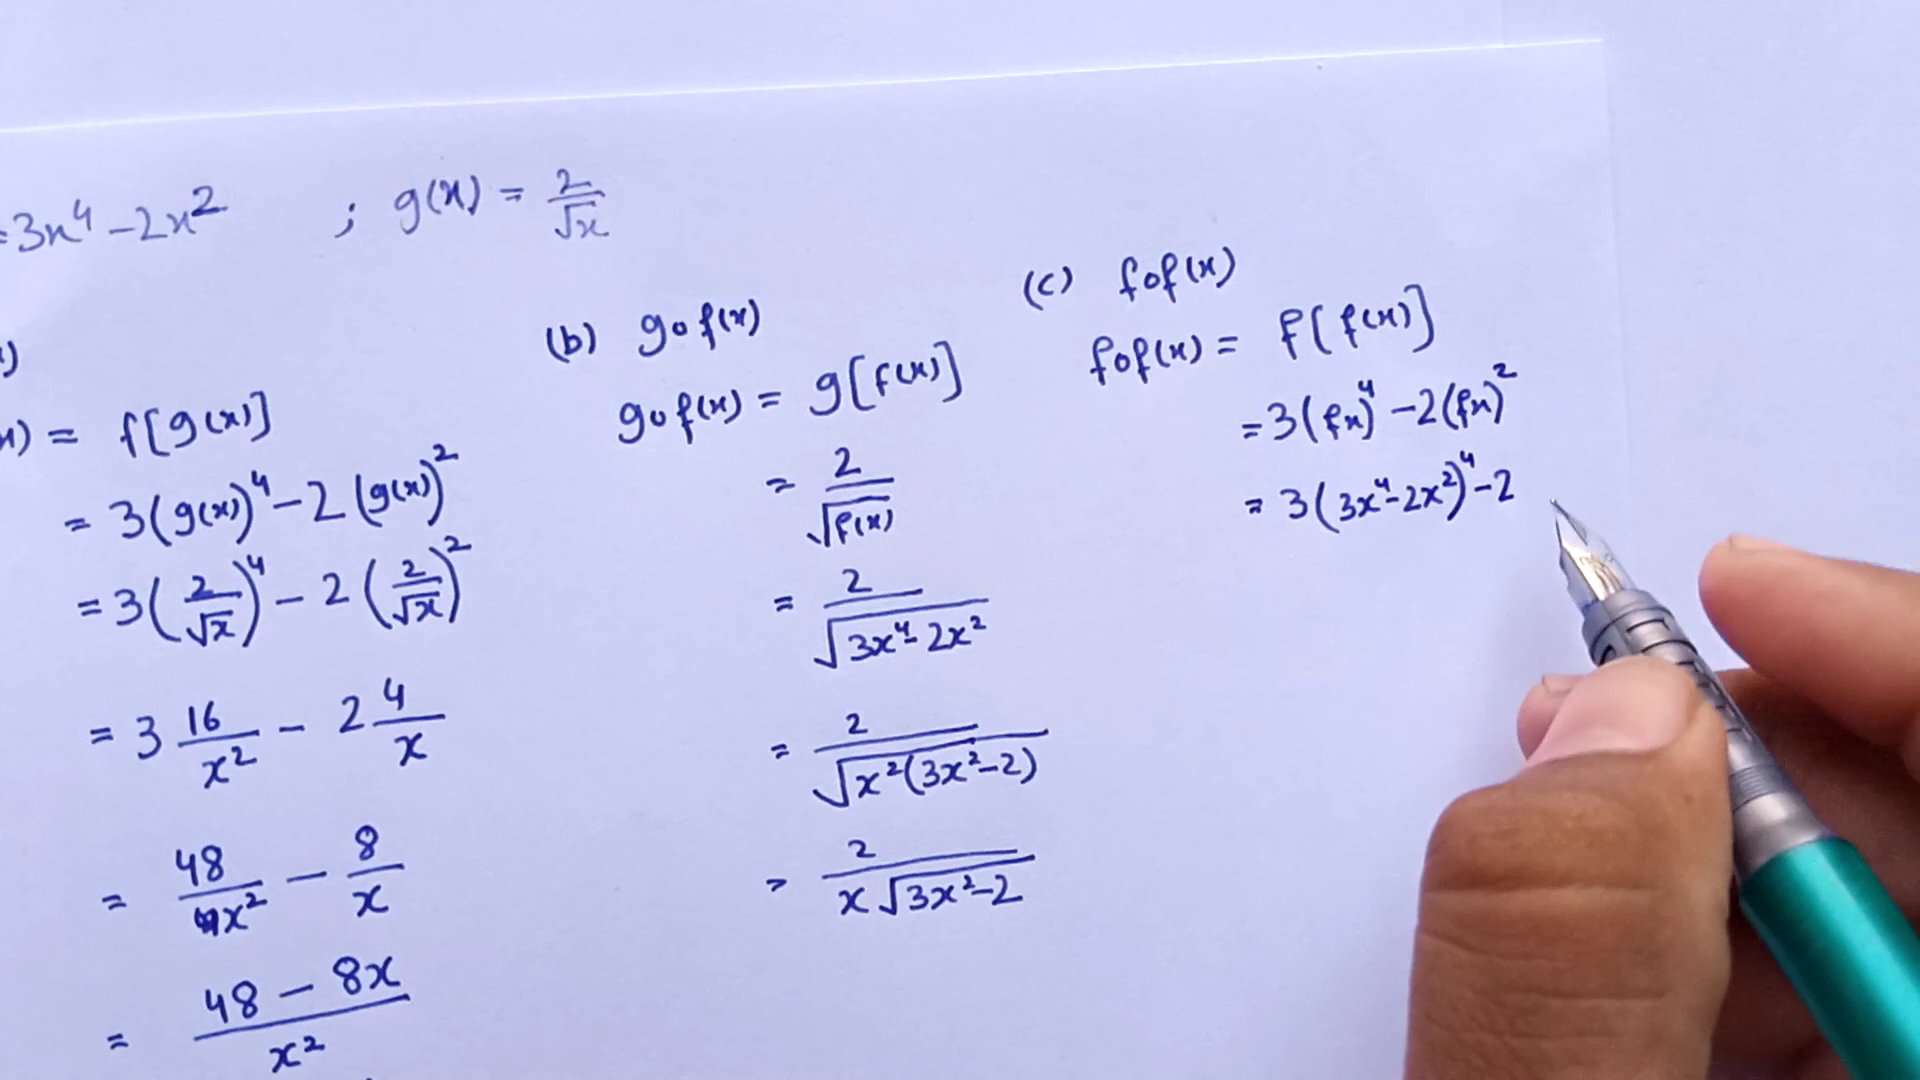 =3x⁴ -2x² ; g(x) = 2/√x
)
x) = f[g(x)]
= 3(g(x))⁴ - 2(g(x))²
= 3(2/√x)⁴ - 2(2/√x)²
= 3 16/x² - 2 4/x
= 48/x² - 8/x
= 48 - 8x/x²
(b) gof(x)
gof(x) = g[f(x)]
= 2/√f(x)
= 2/√3x⁴-2x²
= 2/√x²(3x²-2)
= 2/x√3x²-2
(c) fof(x)
fof(x) = f[f(x)]
= 3(fx)⁴ -2(fx)²
= 3(3x⁴-2x²)⁴-2